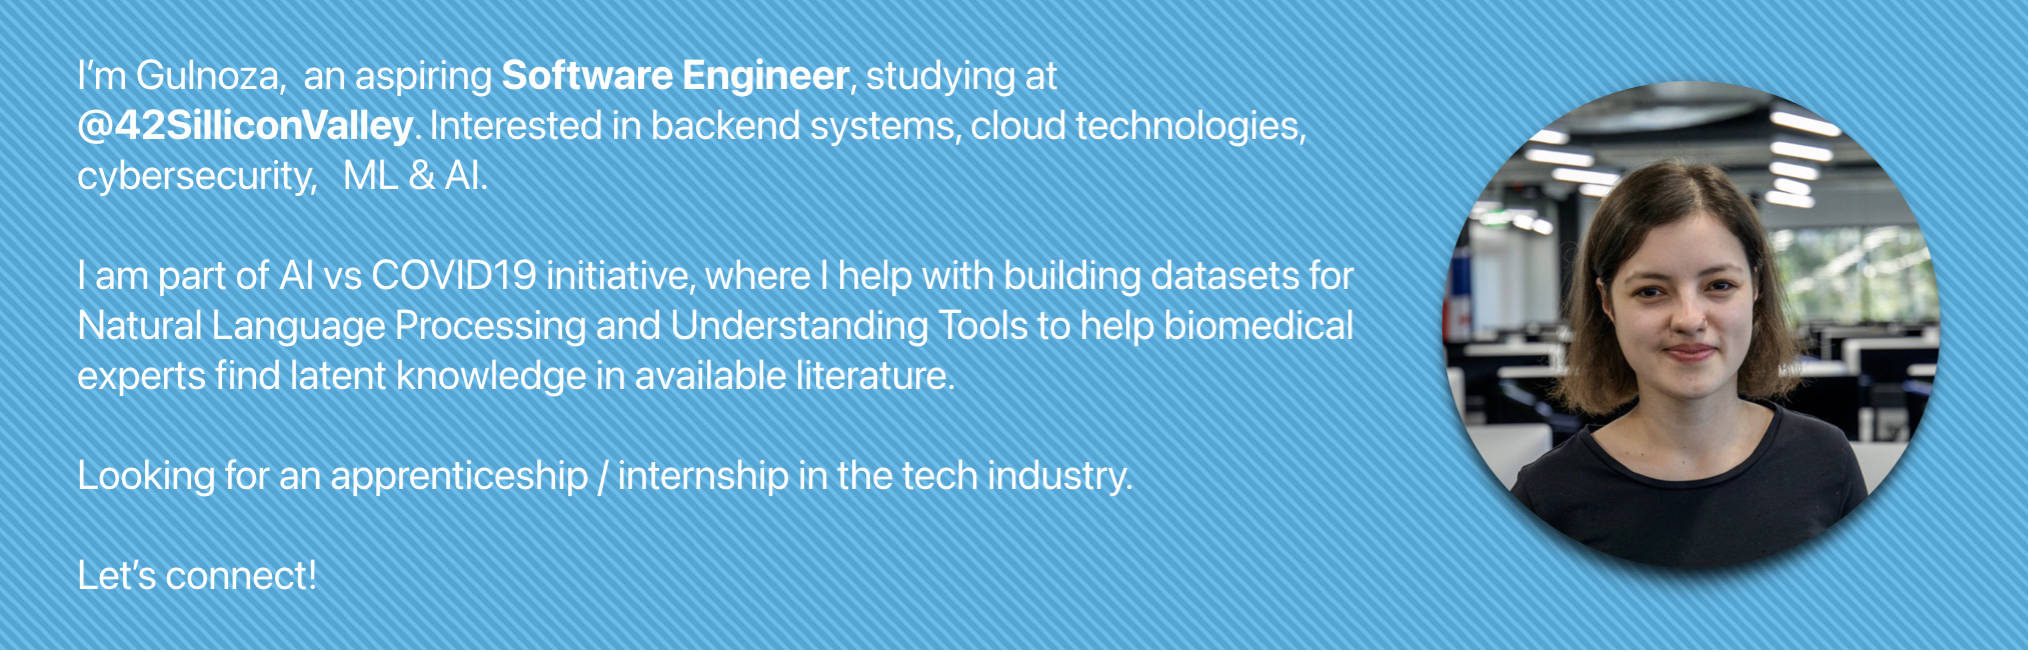 I’m Gulnoza,  an aspiring Software Engineer, studying at
@42SilliconValley. Interested in backend systems, cloud technologies,
cybersecurity,   ML & AI.
I am part of AI vs COVID19 initiative, where I help with building datasets for
Natural Language Processing and Understanding Tools to help biomedical
experts find latent knowledge in available literature.
Looking for an apprenticeship / internship in the tech industry.
Let’s connect!